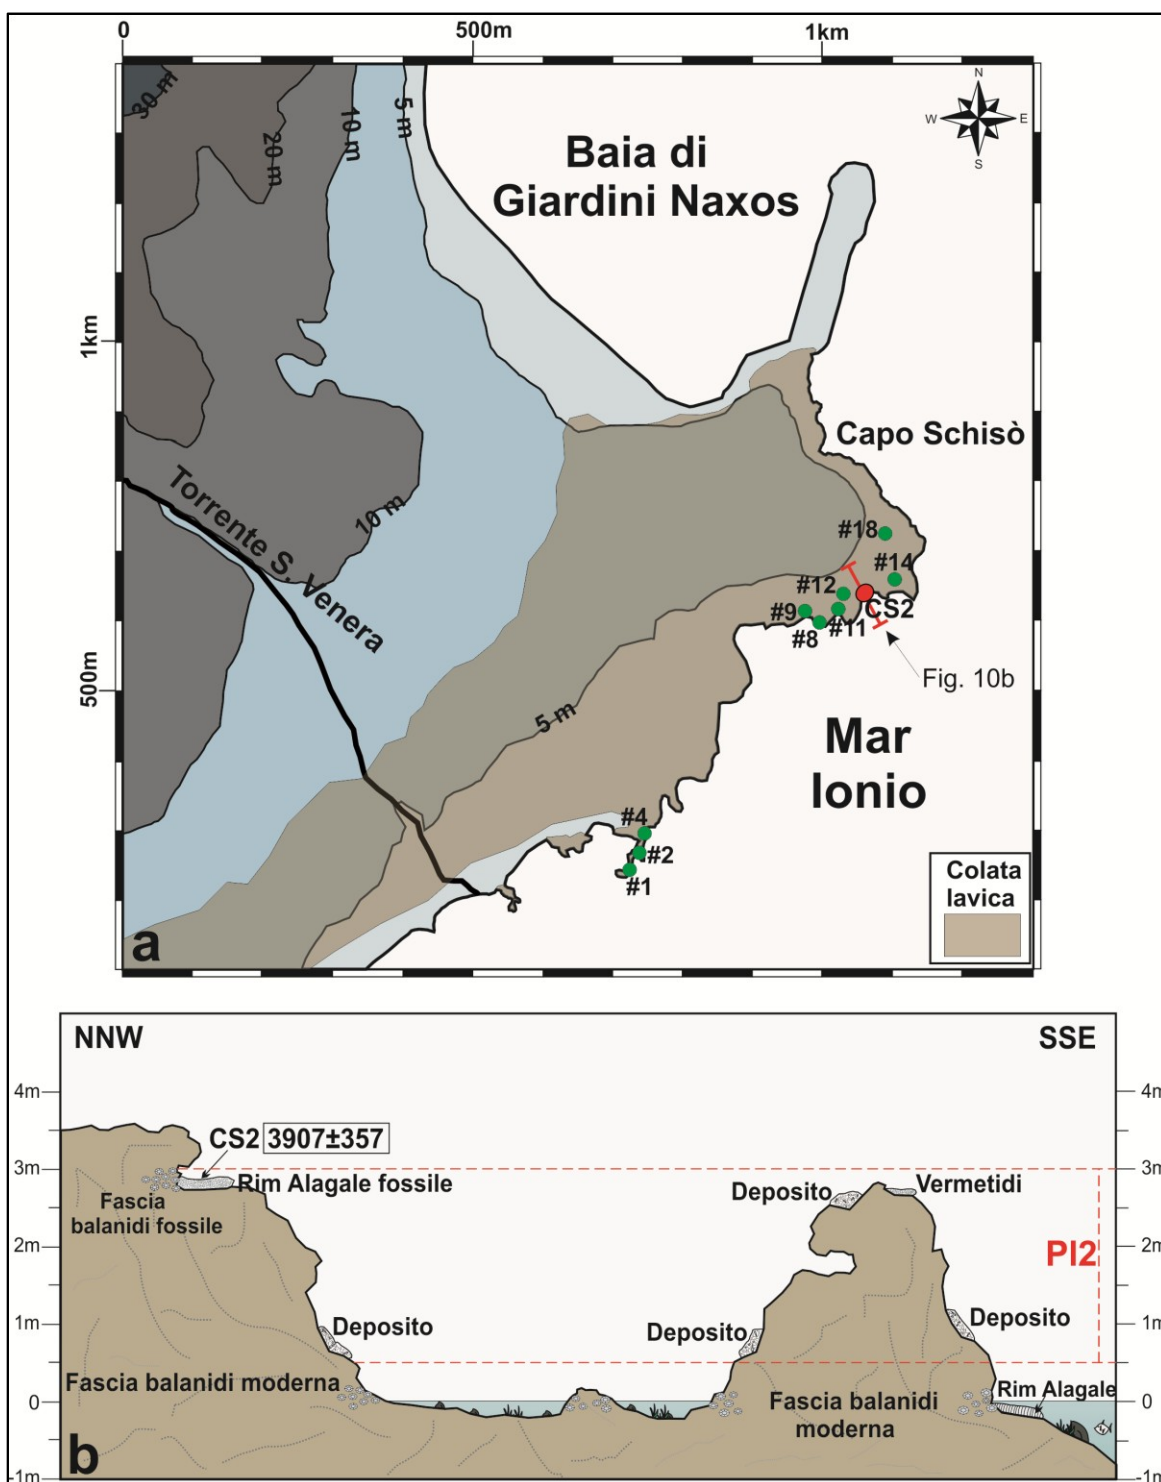 0
500m
1km
30 m
20 m
10 m
5 m
N
W
E
S
Baia di
Giardini Naxos
1km
Capo Schisò
Torrente S. Venera
10 m
#18
#14
#12
CS2
#9
#11
#8
Fig. 10b
500m
5 m
Mar
Ionio
#4
#2
#1
Colata
lavica
a
NNW
SSE
4m
4m
CS2 3907±357
3m
3m
Rim Alagale fossile
Deposito
Vermetidi
Fascia
balanidi fossile
2m
PI2
2m
1m
Deposito
Deposito
Deposito
1m
Fascia balanidi moderna
Fascia balanidi
moderna
Rim Alagale
0
0
b
-1m
-1m